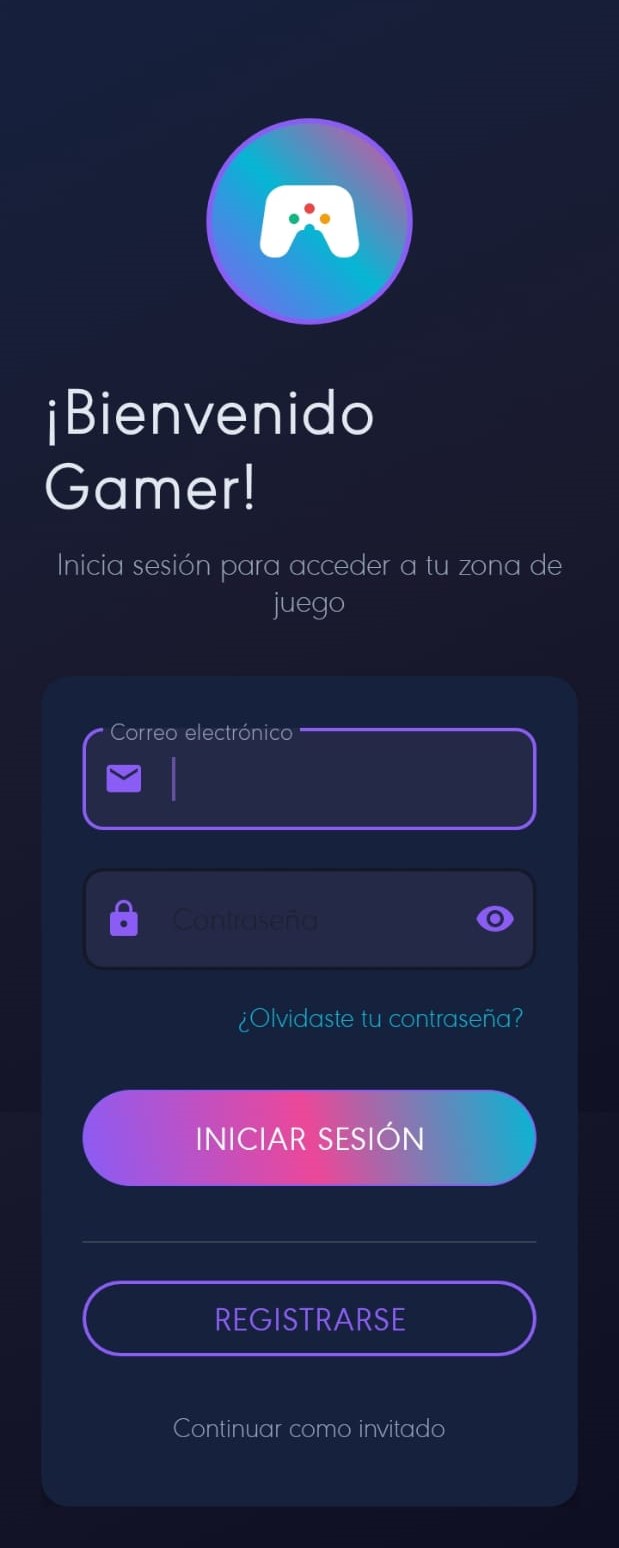 ¡Bienvenido
Gamer!
Inicia sesión para acceder a tu zona de
juego
Correo electrónico
Contraseña
¿Olvidaste tu contraseña?
INICIAR SESIÓN
REGISTRARSE
Continuar como invitado